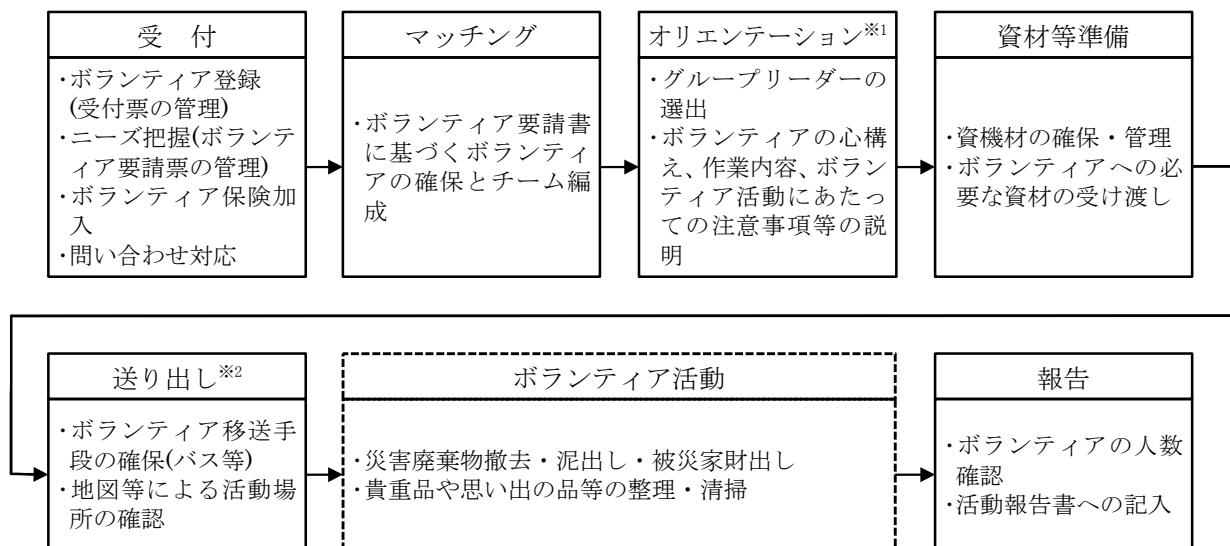 受 付
・ボランティア登録
(受付票の管理)
・ニーズ把握(ボランテ
ィア要請票の管理)
・ボランティア保険加
入
・問い合わせ対応
マッチング
・ボランティア要請書
に基づくボランティ
アの確保とチーム編
成
オリエンテーション※1
・グループリーダーの
選出
・ボランティアの心構
え、作業内容、ボラン
ティア活動にあたっ
ての注意事項等の説
明
資材等準備
・資機材の確保・管理
・ボランティアへの必
要な資材の受け渡し
送り出し※2
・ボランティア移送手
段の確保(バス等)
・地図等による活動場
所の確認
ボランティア活動
・災害廃棄物撤去・泥出し・被災家財出し
・貴重品や思い出の品等の整理・清掃
報告
・ボランティアの人数
確認
・活動報告書への記入